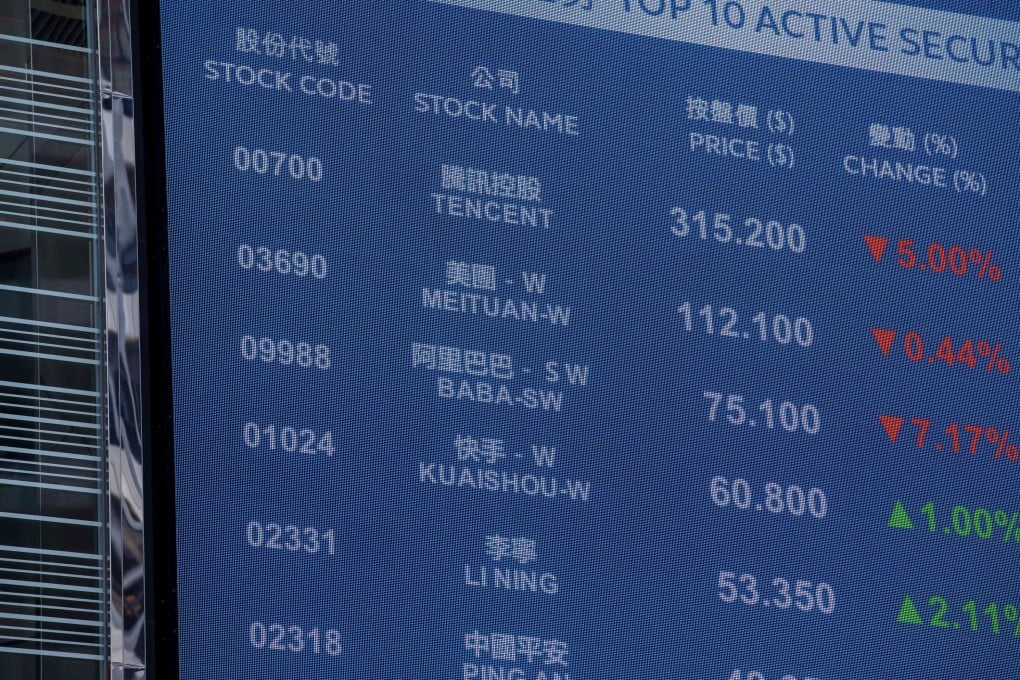 TOP 10 ACTIVE SECUR
股份代號 公司 按盤價 ($) 變動 (%)
STOCK CODE STOCK NAME PRICE ($) CHANGE (%)
00700 騰訊控股 315.200 ▼5.00%
TENCENT
03690 美團 - W 112.100 ▼0.44%
MEITUAN-W
09988 阿里巴巴 - S W 75.100 ▼7.17%
BABA-SW
01024 快手 - W 60.800 ▲1.00%
KUAISHOU-W
02331 李寧 53.350 ▲2.11%
LI NING
02318 中國平安
PING AN